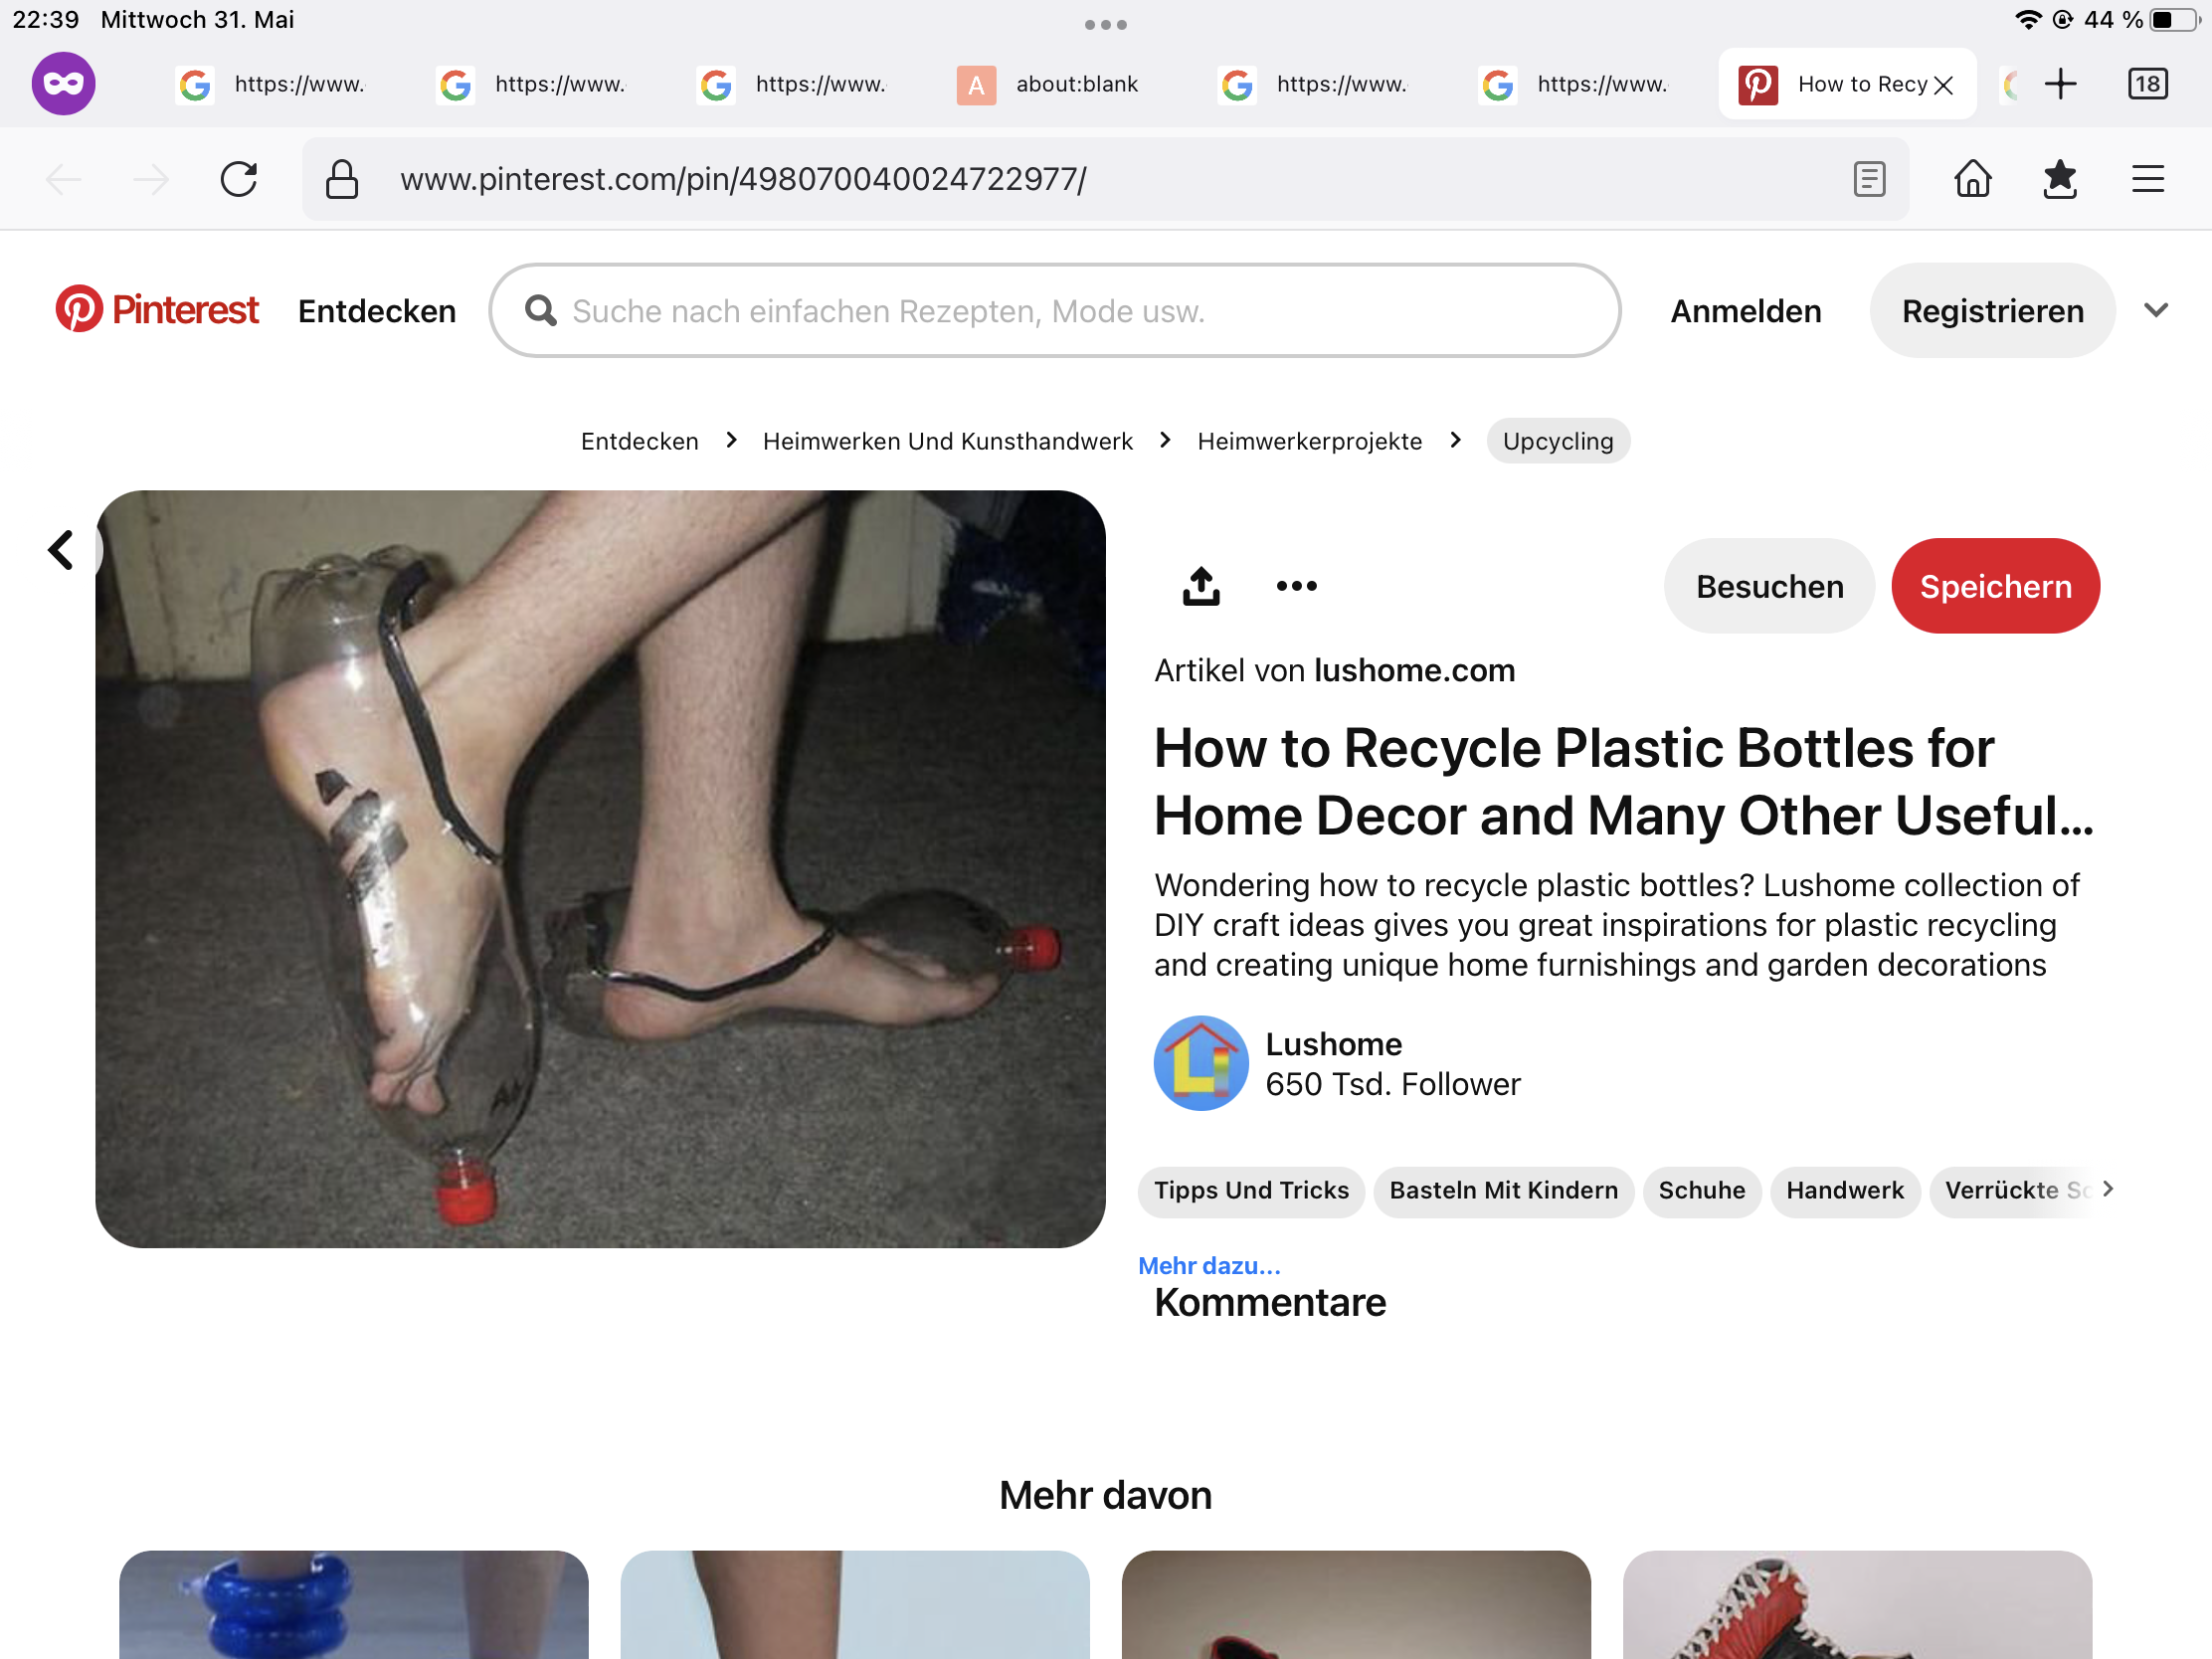 22:39 Mittwoch 31. Mai
44 %
https://www.
https://www.
https://www.
A about:blank
https://www.
https://www.
How to Recy
18
www.pinterest.com/pin/498070040024722977/
Pinterest
Entdecken
Suche nach einfachen Rezepten, Mode usw.
Anmelden
Registrieren
Entdecken
Heimwerken Und Kunsthandwerk
Heimwerkerprojekte
Upcycling
Besuchen
Speichern
Artikel von lushome.com
How to Recycle Plastic Bottles for
Home Decor and Many Other Useful...
Wondering how to recycle plastic bottles? Lushome collection of
DIY craft ideas gives you great inspirations for plastic recycling
and creating unique home furnishings and garden decorations
Lushome
650 Tsd. Follower
Tipps Und Tricks
Basteln Mit Kindern
Schuhe
Handwerk
Verrückte
Mehr dazu...
Kommentare
Mehr davon